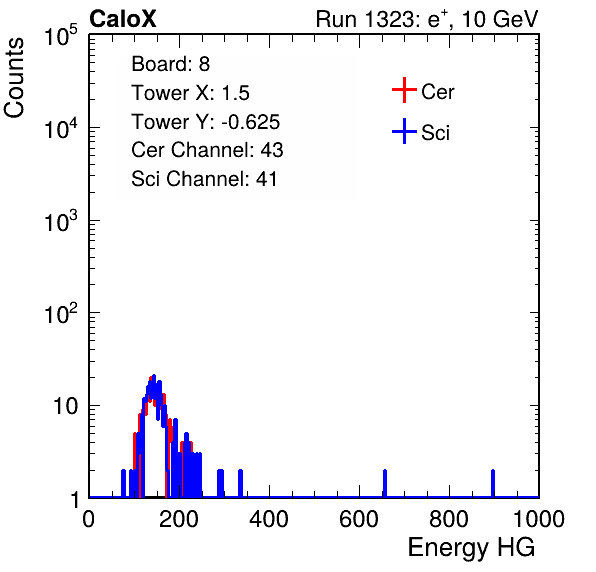 CaloX Run 1323: e⁺, 10 GeV
Counts
10⁵
10⁴
10³
10²
10
1
Board: 8
Tower X: 1.5
Tower Y: -0.625
Cer Channel: 43
Sci Channel: 41
Cer
Sci
0 200 400 600 800 1000
Energy HG